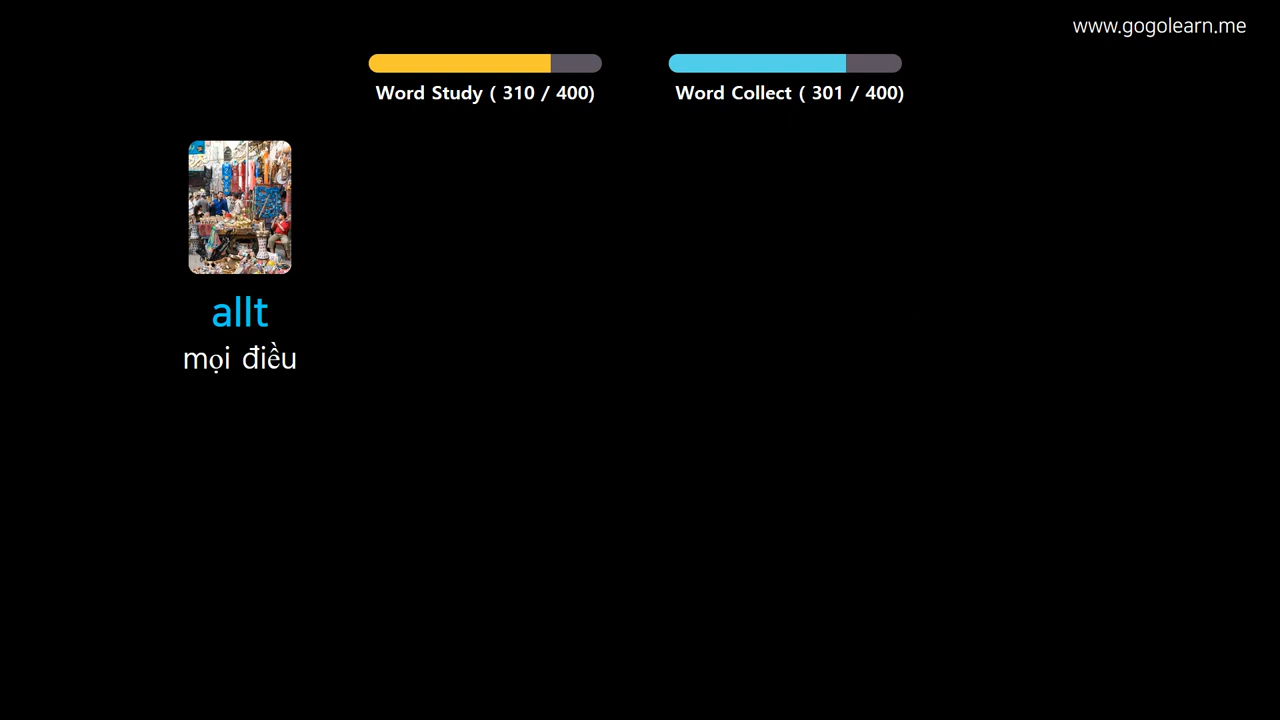 www.gogolearn.me
Word Study ( 310 / 400)
Word Collect ( 301 / 400)
allt
mọi điều